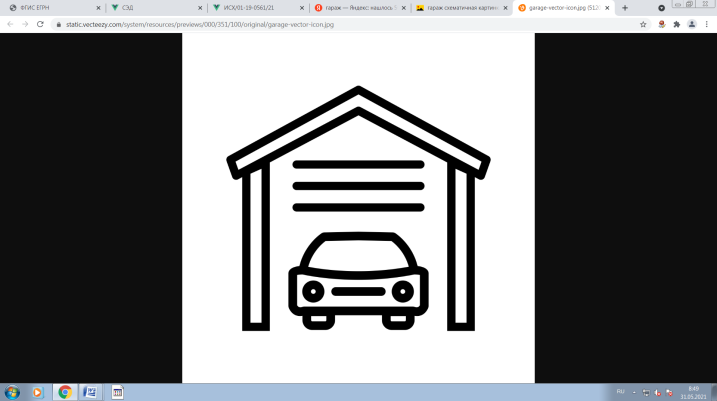 ФГИС ЕГРН
СЭД
ИСХ/01-19-0561/21
гараж — Яндекс: нашлось 5
гараж схематичная картинк
garage-vector-icon.jpg (512
static.vecteezy.com/system/resources/previews/000/351/100/original/garage-vector-icon.jpg
RU
8:49
31.05.2021